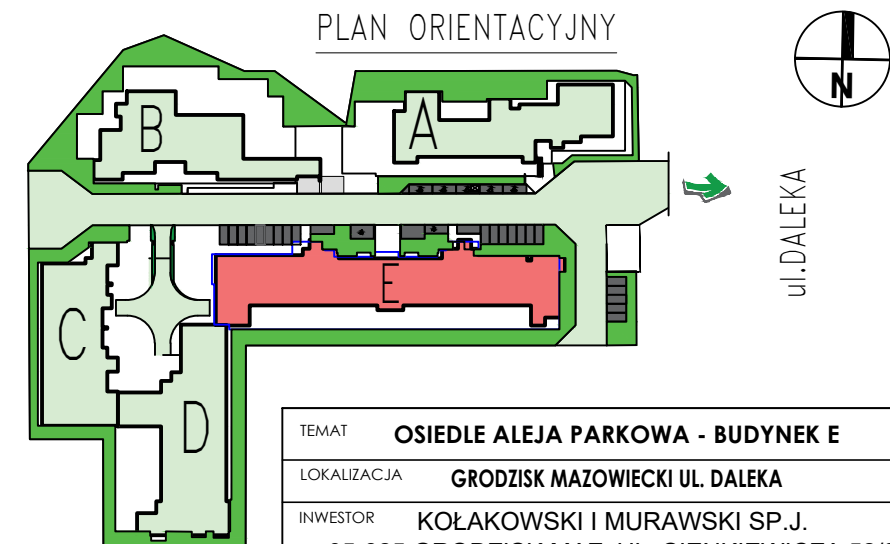 PLAN ORIENTACYJNY
N
B
A
ul.DALEKA
E
C
D
TEMAT OSIEDLE ALEJA PARKOWA - BUDYNEK E
LOKALIZACJA GRODZISK MAZOWIECKI UL. DALEKA
INWESTOR KOŁAKOWSKI I MURAWSKI SP.J.